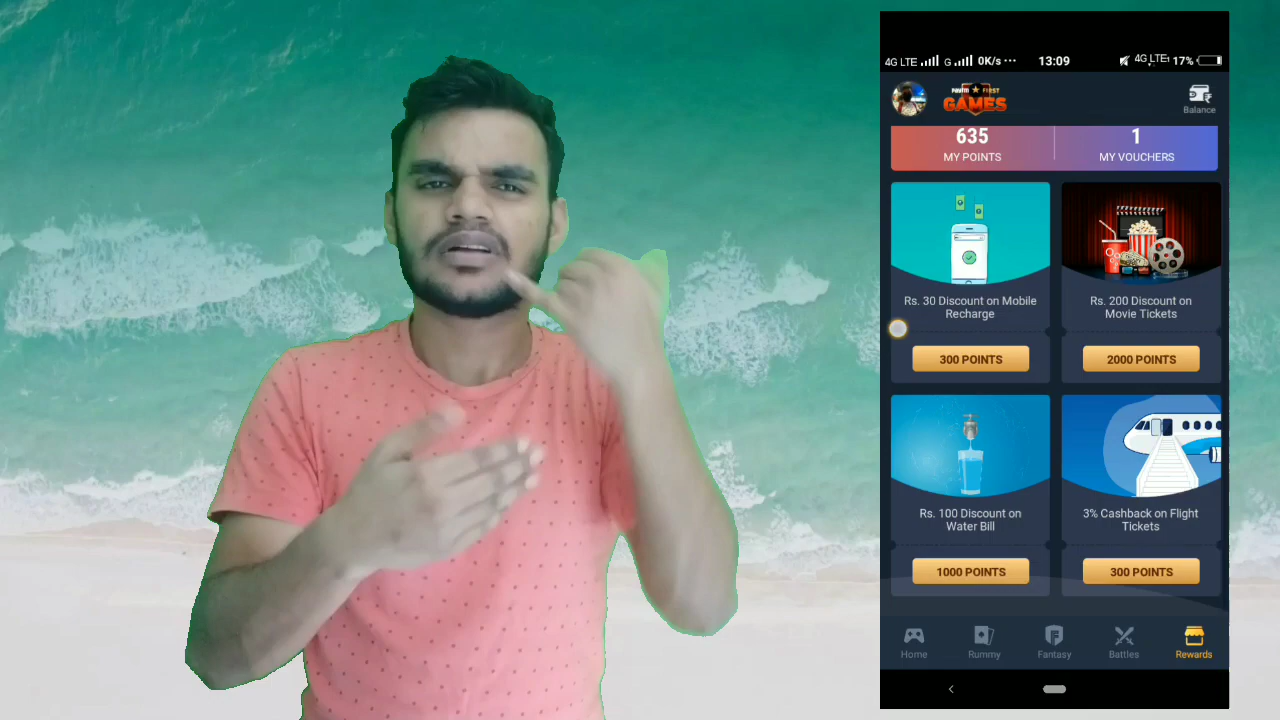 4G LTE G 0K/s ··· 13:09 4G LTE 17%
PAYTM FIRST
GAMES
Balance
635 1
MY POINTS MY VOUCHERS
Rs. 30 Discount on Mobile
Recharge
300 POINTS
Rs. 200 Discount on
Movie Tickets
2000 POINTS
Rs. 100 Discount on
Water Bill
1000 POINTS
3% Cashback on Flight
Tickets
300 POINTS
Home Rummy Fantasy Battles Rewards